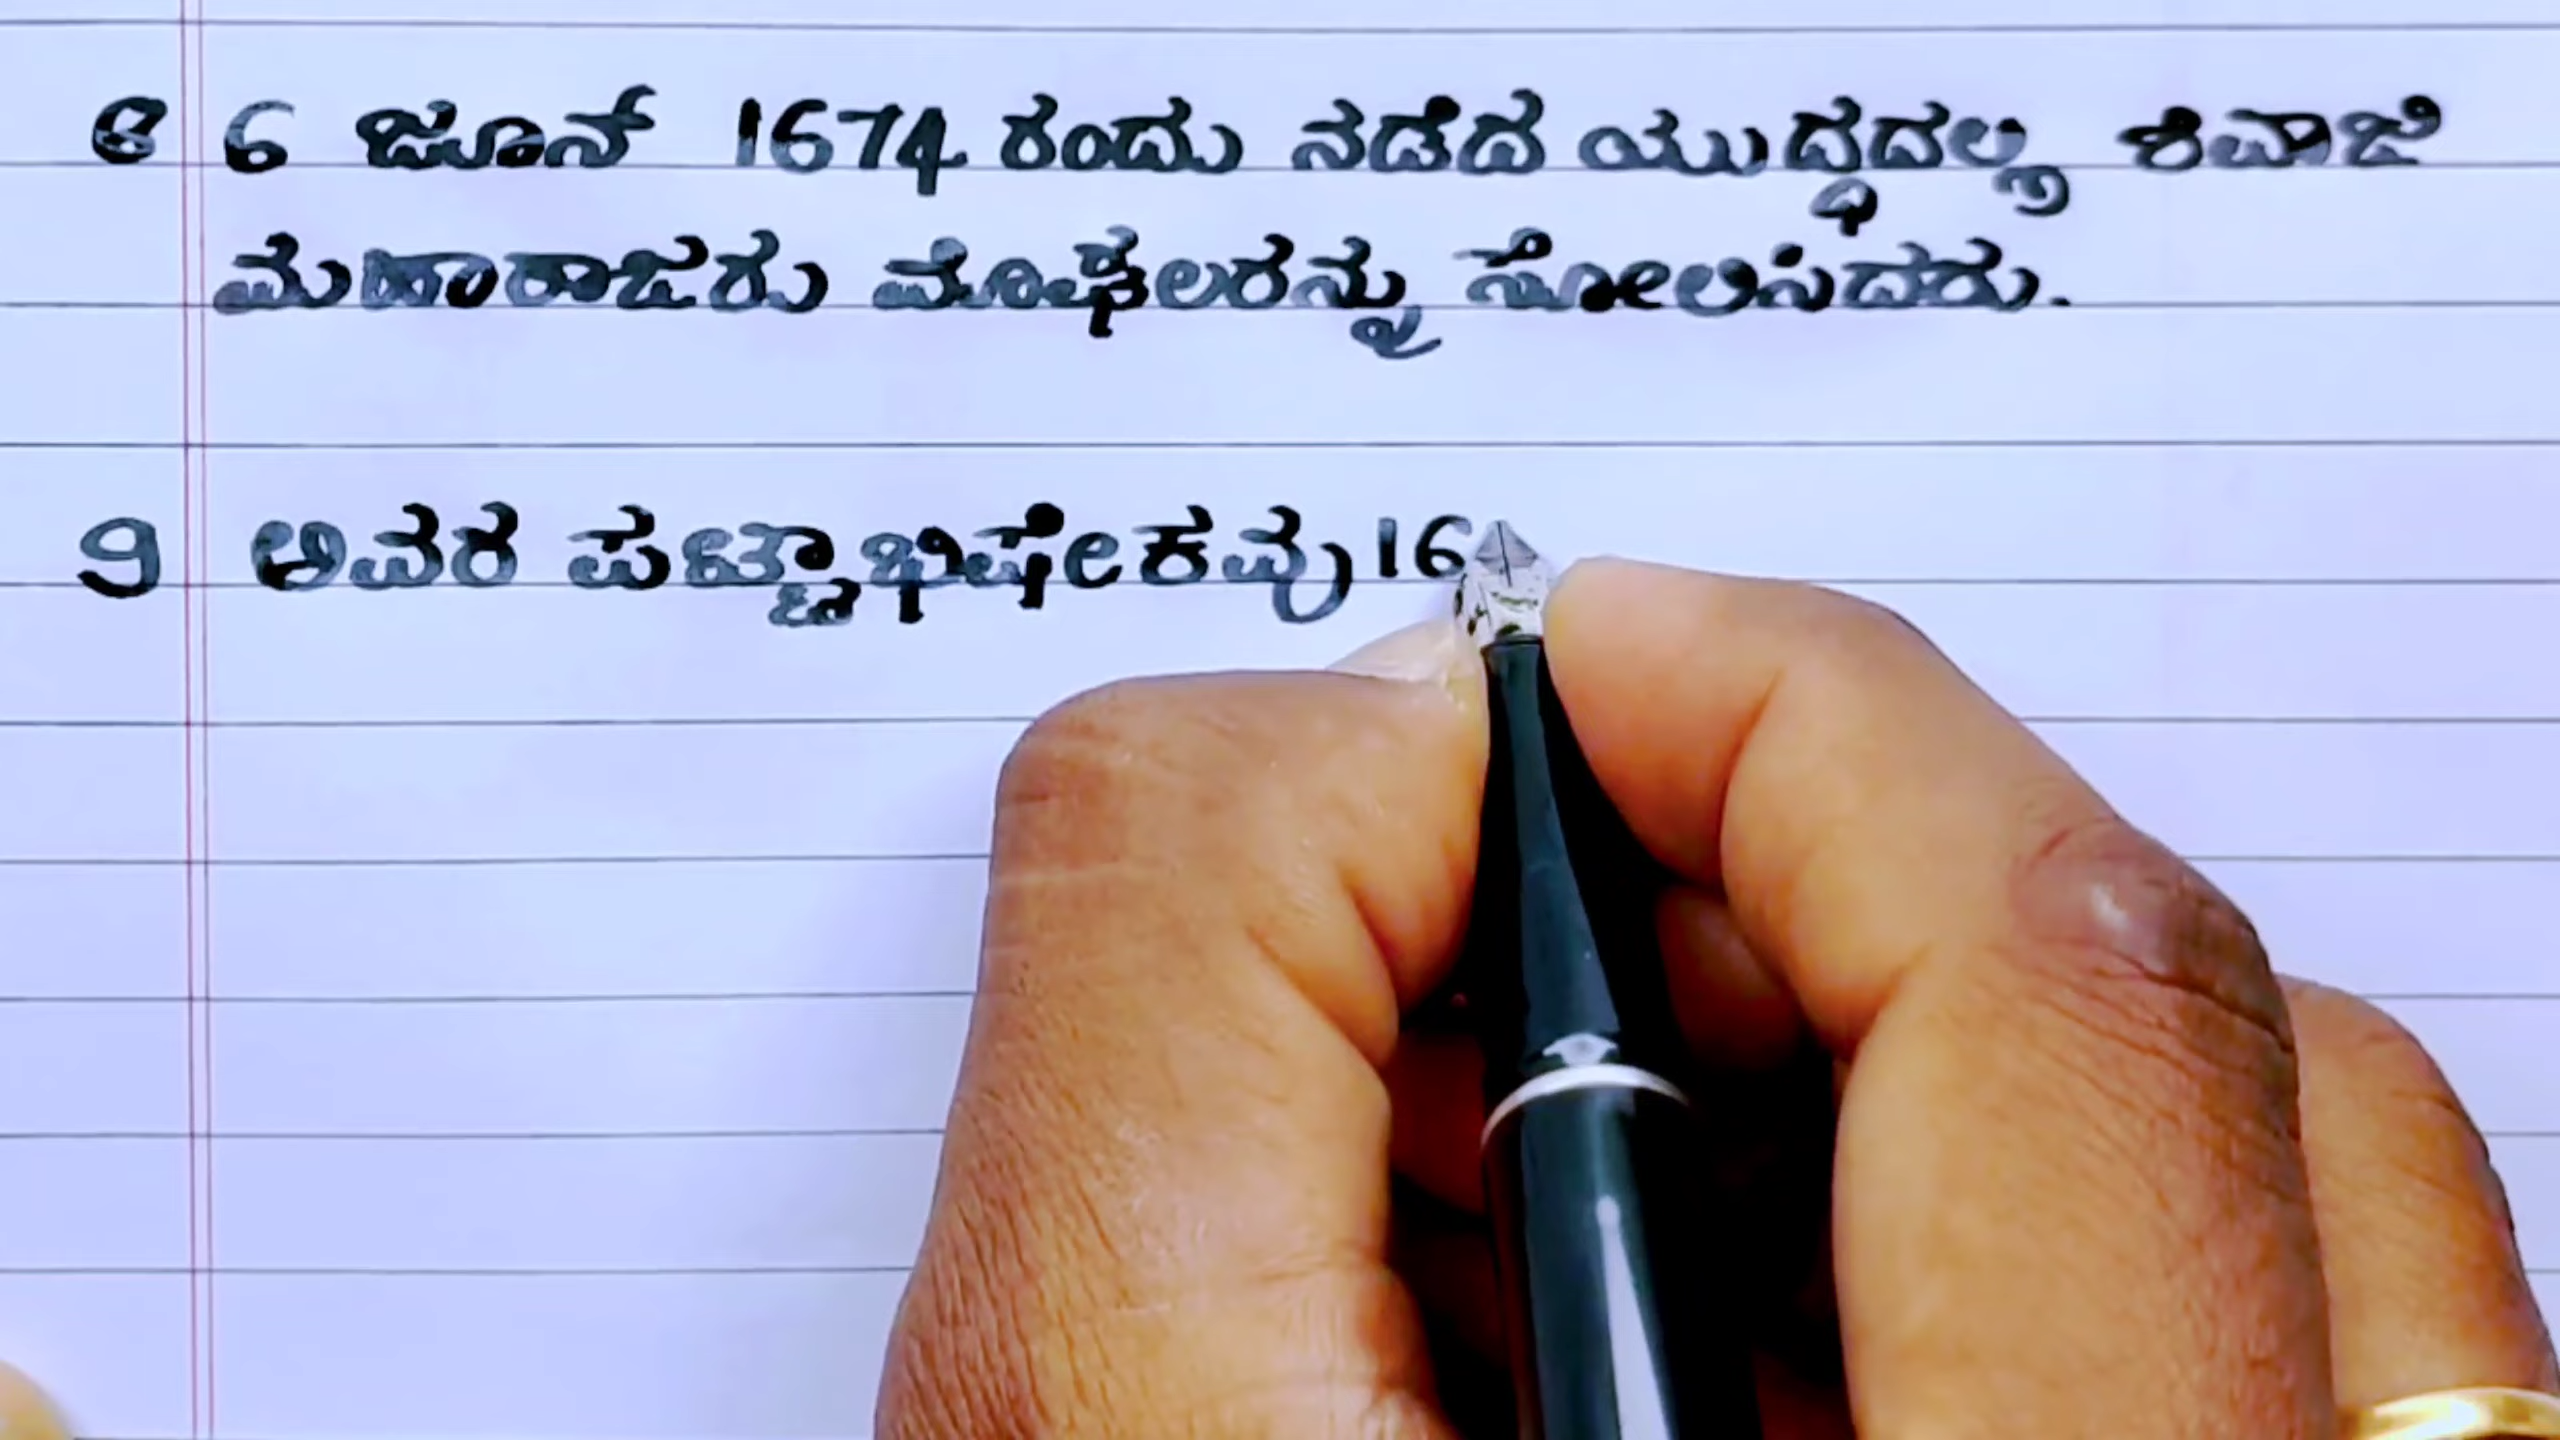 8 6 ಜೂನ್ 1674 ರಂದು ನಡೆದ ಯುದ್ಧದಲ್ಲಿ ಶಿವಾಜಿ
ಮಹಾರಾಜರು ಮೊಘಲರನ್ನು ಸೋಲಿಸಿದರು.
9 ಅವರ ಪಟ್ಟಾಭಿಷೇಕವು 16